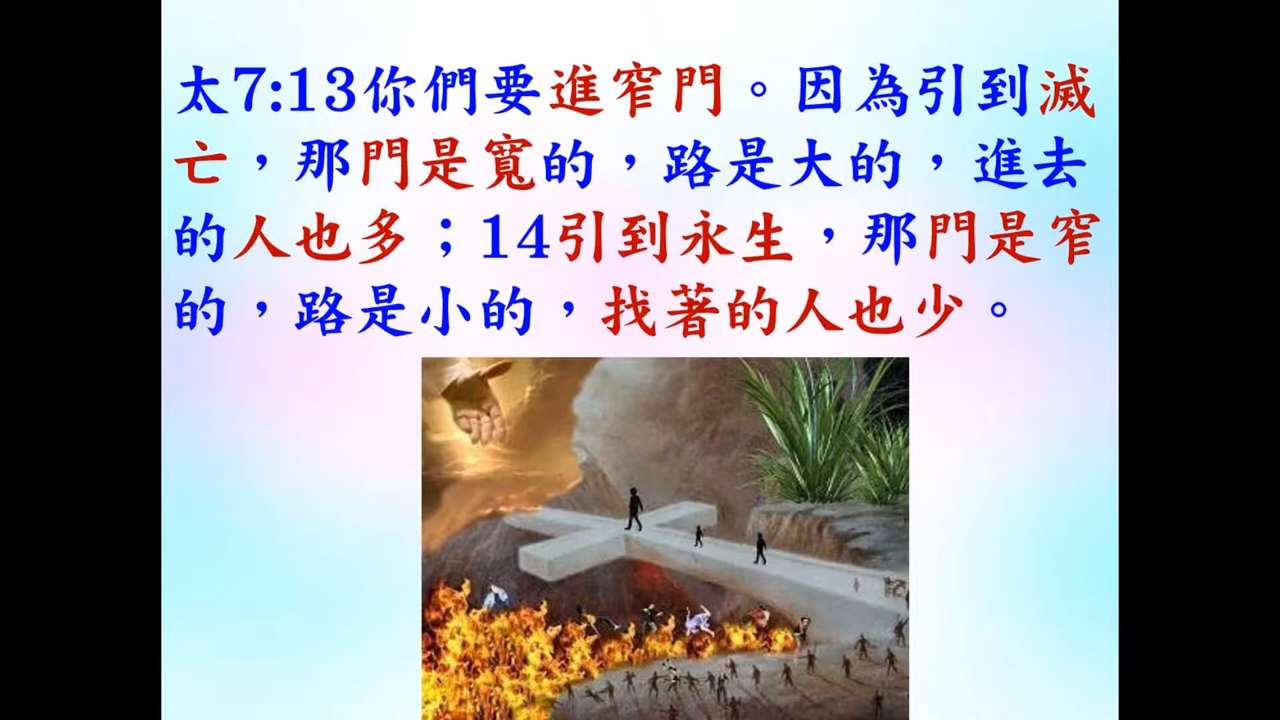 太7:13你們要進窄門。因為引到滅
亡，那門是寬的，路是大的，進去
的人也多；14引到永生，那門是窄
的，路是小的，找著的人也少。